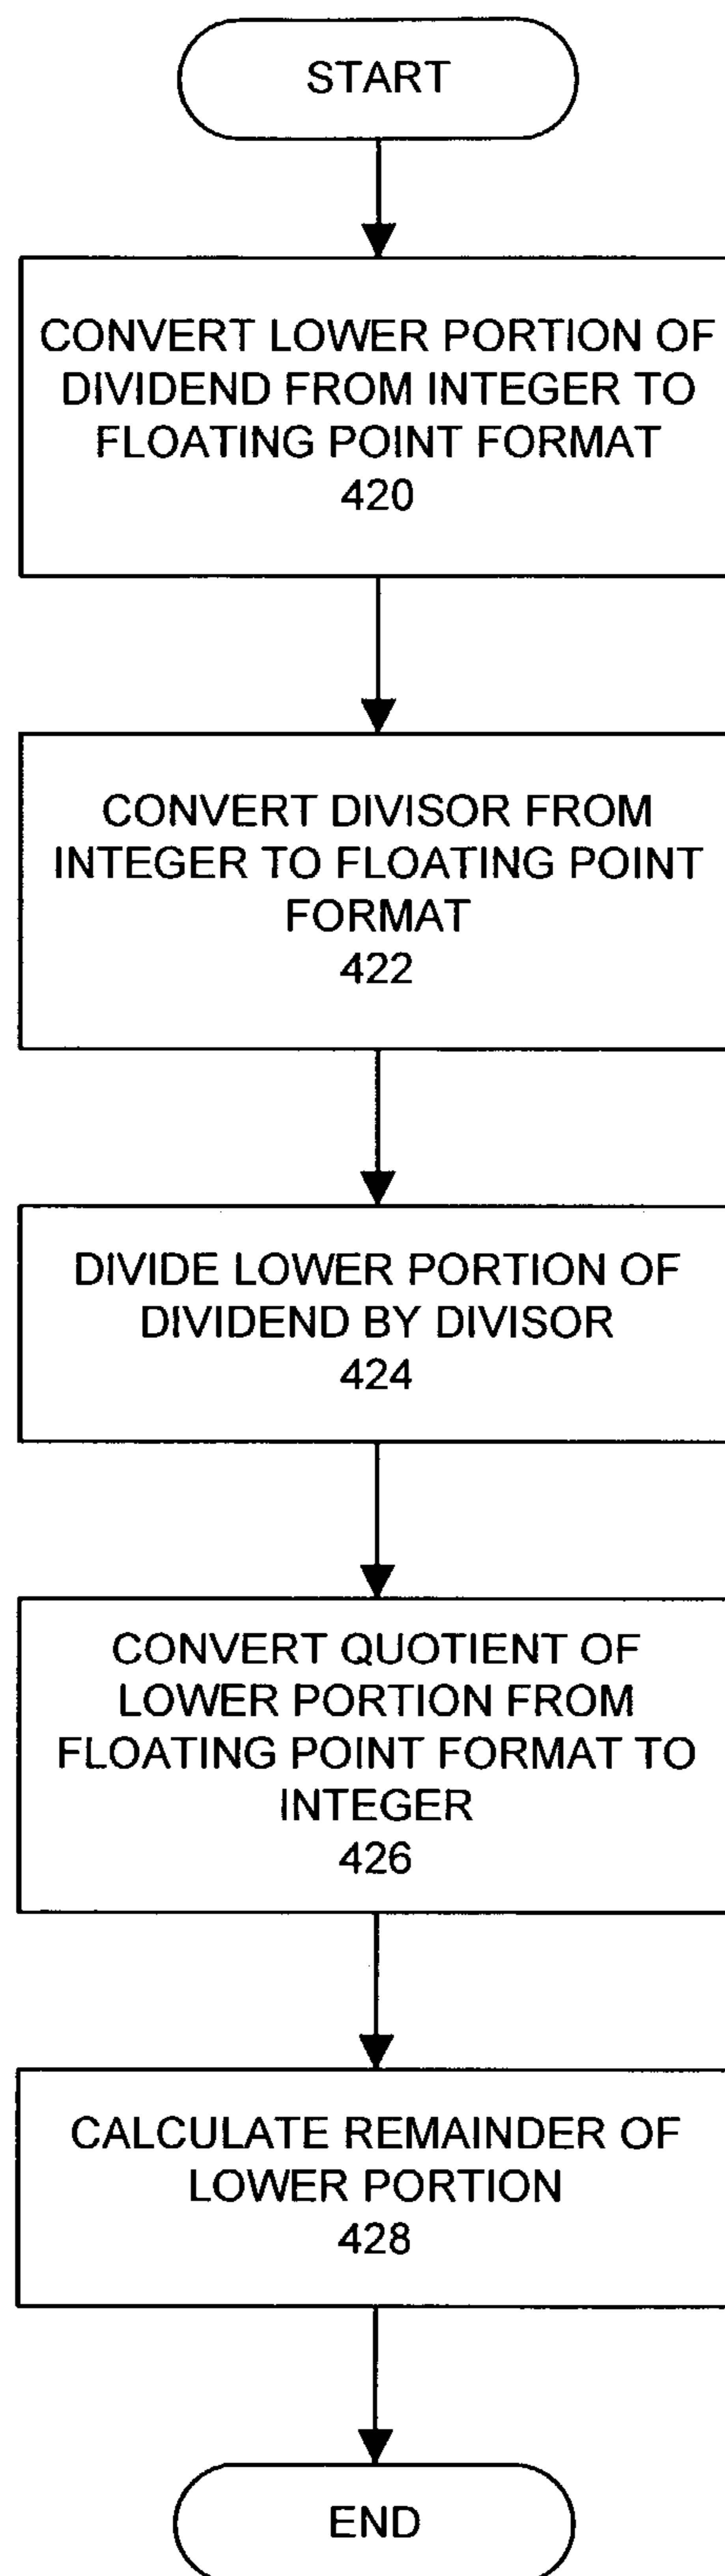 START
CONVERT LOWER PORTION OF
DIVIDEND FROM INTEGER TO
FLOATING POINT FORMAT
420
CONVERT DIVISOR FROM
INTEGER TO FLOATING POINT
FORMAT
422
DIVIDE LOWER PORTION OF
DIVIDEND BY DIVISOR
424
CONVERT QUOTIENT OF
LOWER PORTION FROM
FLOATING POINT FORMAT TO
INTEGER
426
CALCULATE REMAINDER OF
LOWER PORTION
428
END